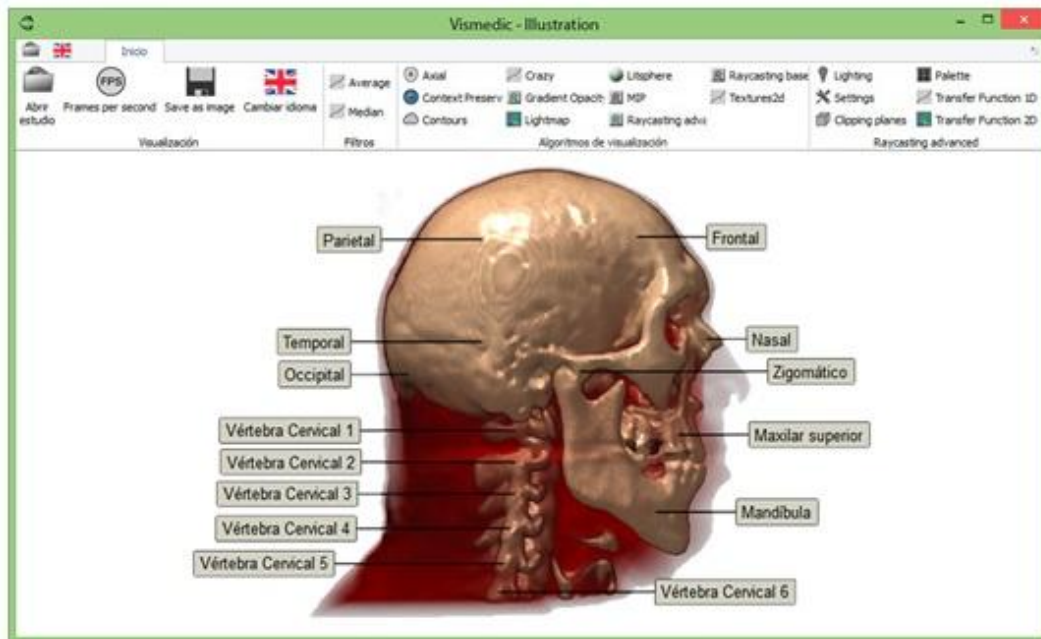 Vismedic - Illustration
Inicio
Abrir estudio
FPS
Frames per second
Save as image
Cambiar idioma
Visualización
Average
Median
Filtros
Axial
Context Preserv
Contours
Crazy
Gradient Opacit
Lightmap
Litsphere
MIP
Raycasting adva
Raycasting base
Textures2d
Algoritmos de visualización
Lighting
Settings
Clipping planes
Palette
Transfer Function 1D
Transfer Function 2D
Raycasting advanced
Parietal
Frontal
Temporal
Nasal
Occipital
Zigomático
Vértebra Cervical 1
Maxilar superior
Vértebra Cervical 2
Vértebra Cervical 3
Mandíbula
Vértebra Cervical 4
Vértebra Cervical 5
Vértebra Cervical 6